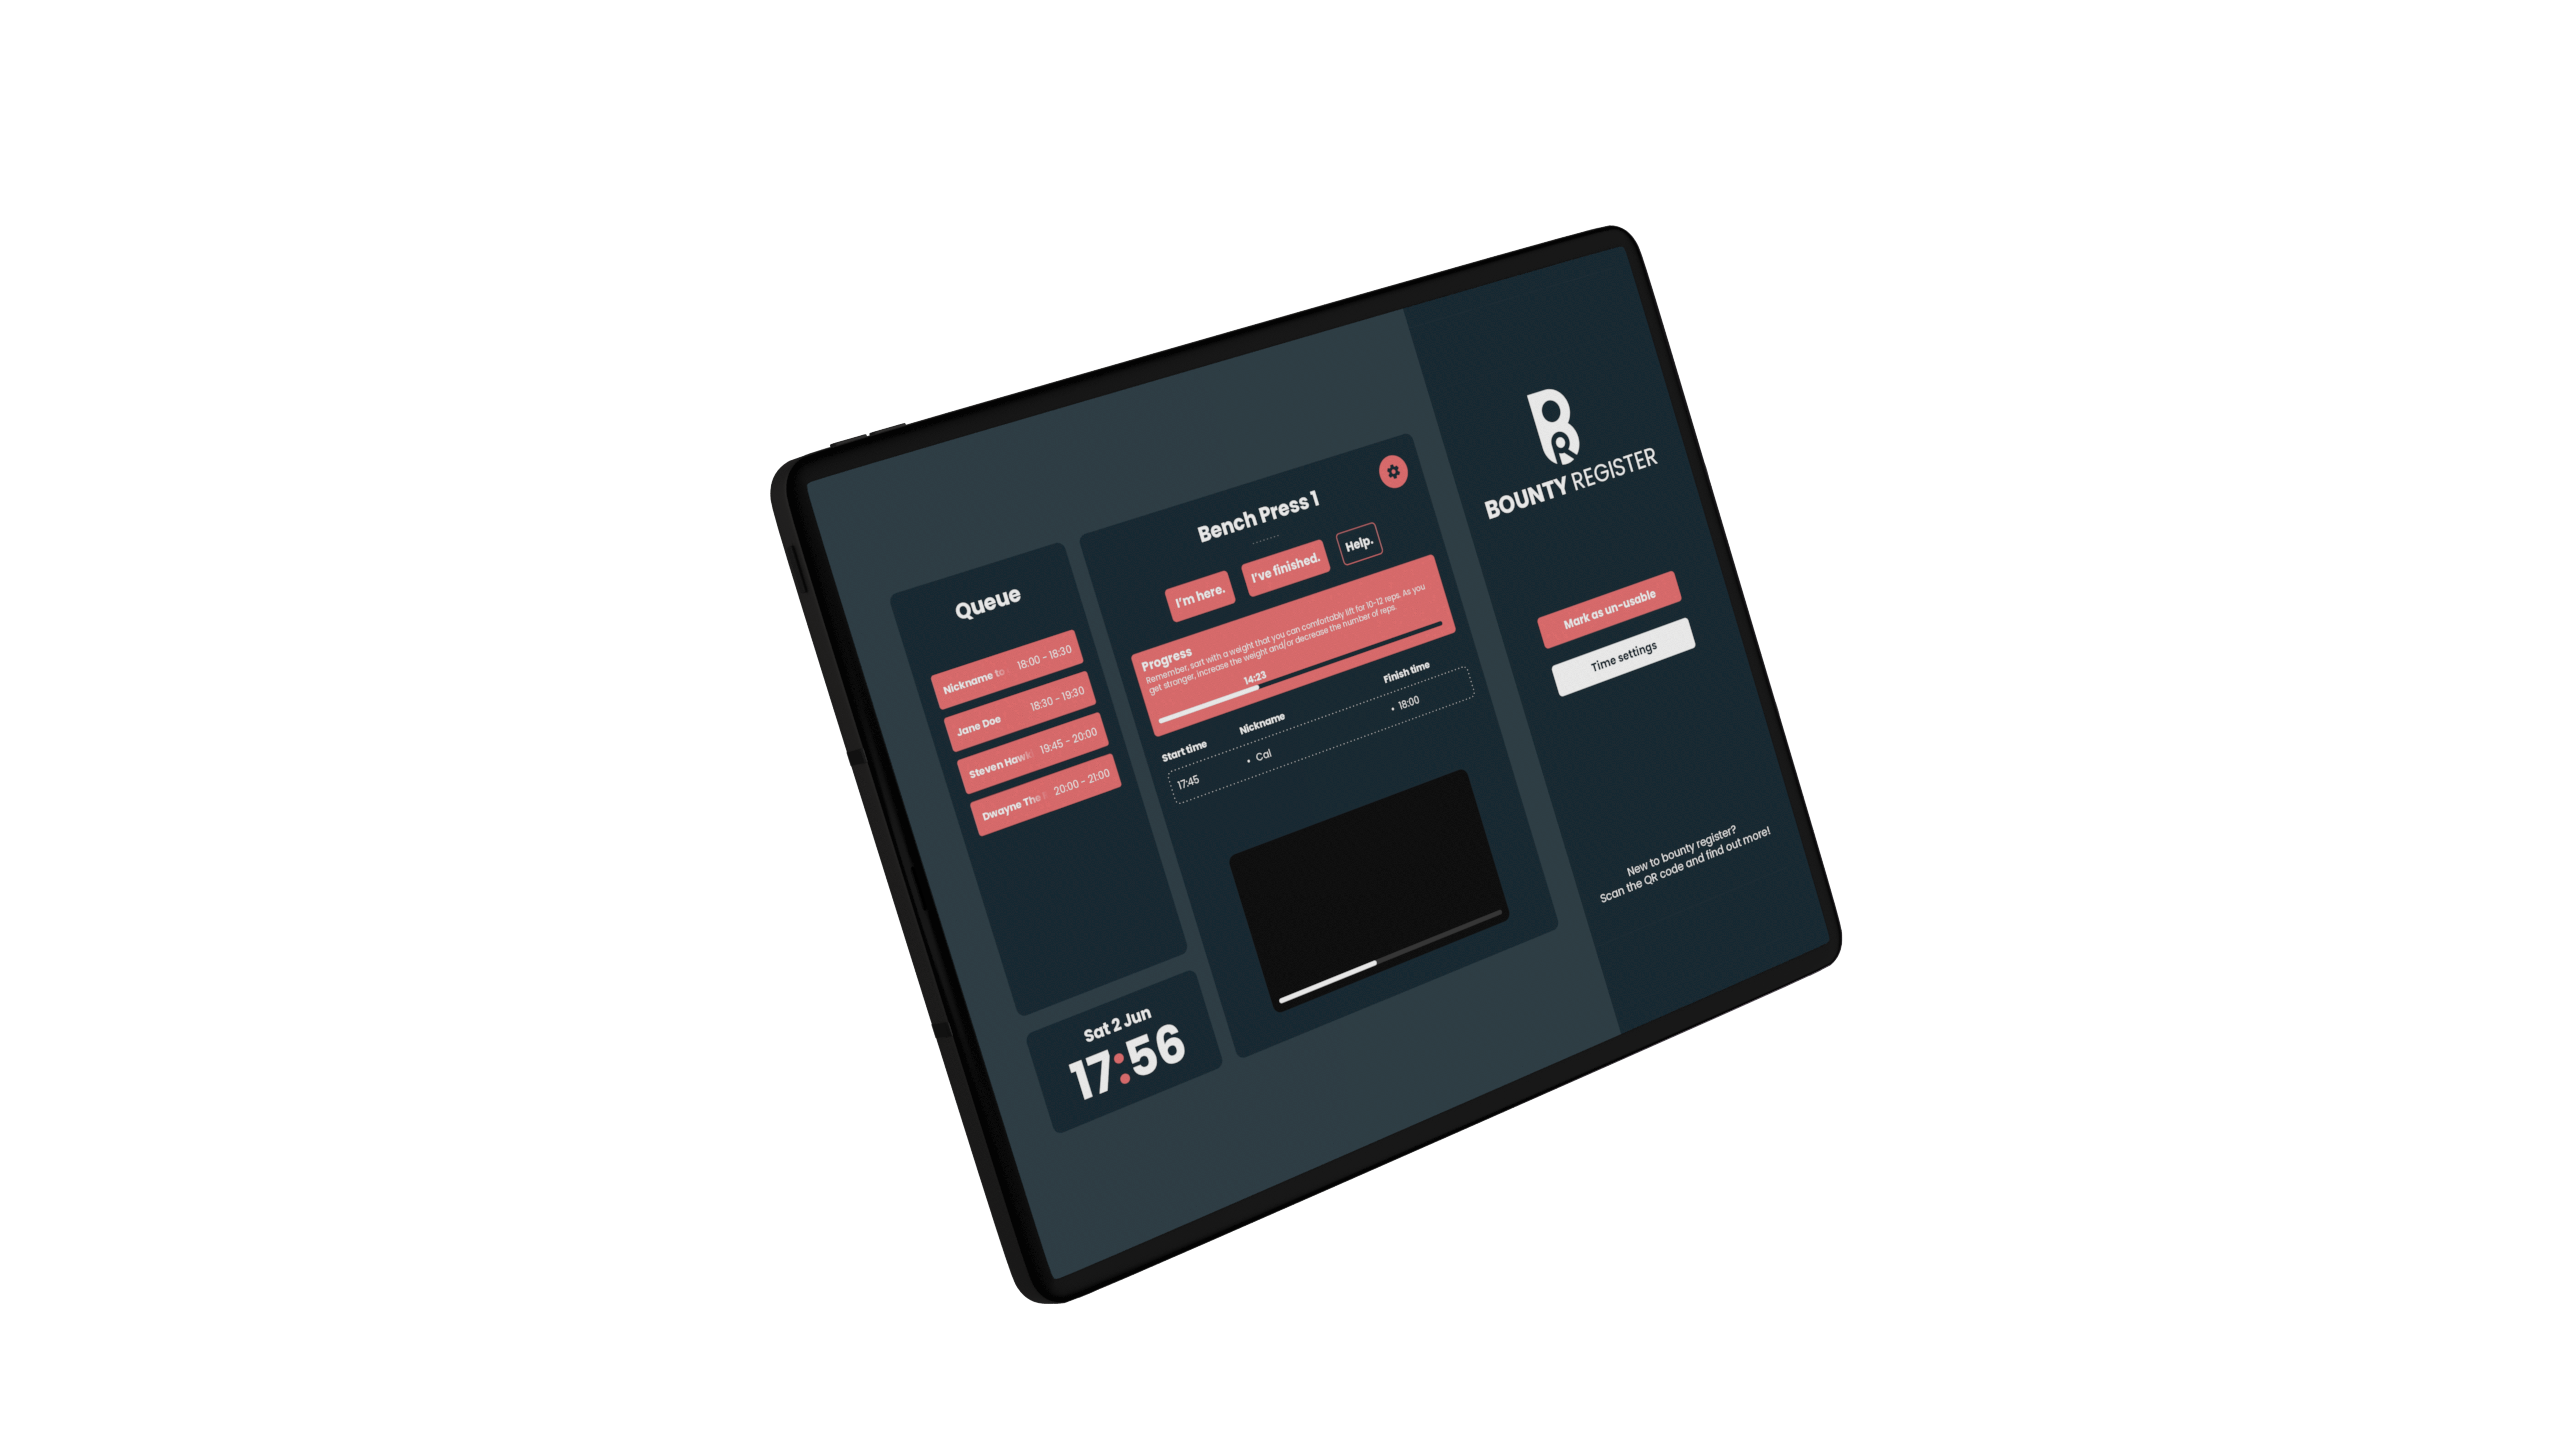 Queue
Nickname to 18:00 - 18:30
Jane Doe 18:30 - 19:30
Steven Hawki 19:45 - 20:00
Dwayne The 20:00 - 21:00
Sat 2 Jun
17:56
Bench Press 1
I'm here. I've finished. Help.
Progress
Remember, sart with a weight that you can comfortably lift for 10-12 reps. As you
get stronger, increase the weight and/or decrease the number of reps.
14:23
Start time Nickname Finish time
17:45 • Cal • 18:00
BR
BOUNTY REGISTER
Mark as un-usable
Time settings
New to bounty register?
Scan the QR code and find out more!